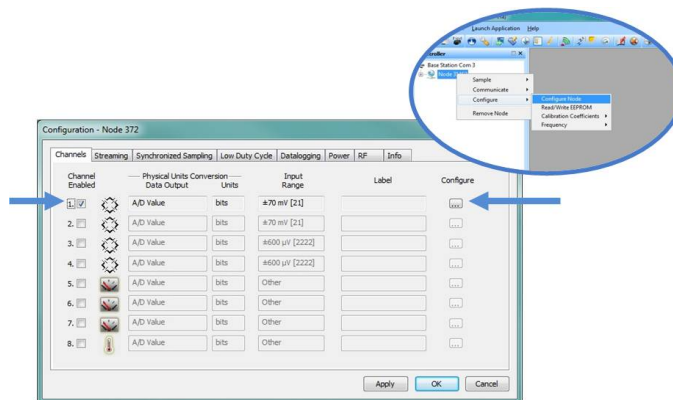 Launch Application Help
Base Station Com 3
Node
Sample
Communicate
Configure
Remove Node
Configure Node
Read/Write EEPROM
Calibration Coefficients
Frequency
Configuration - Node 372
Channels Streaming Synchronized Sampling Low Duty Cycle Datalogging Power RF Info
Channel Enabled
Physical Units Conversion
Data Output Units
Input Range
Label
Configure
1. A/D Value bits ±70 mV [21] ...
2. A/D Value bits ±70 mV [21] ...
3. A/D Value bits ±600 µV [2222] ...
4. A/D Value bits ±600 µV [2222] ...
5. A/D Value bits Other ...
6. A/D Value bits Other ...
7. A/D Value bits Other ...
8. A/D Value bits Other ...
Apply OK Cancel